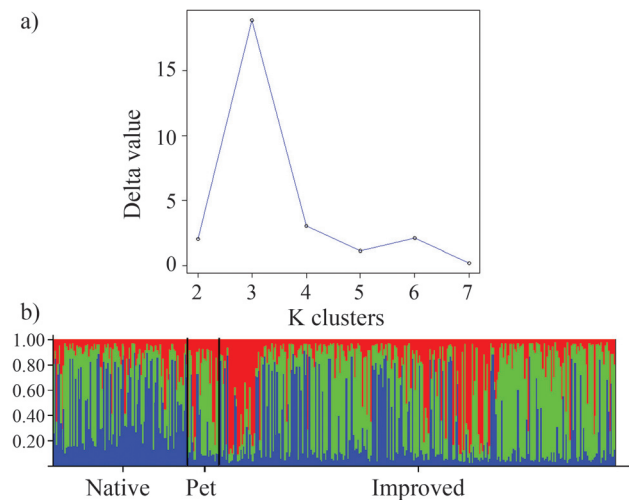 a)
15
10
5
0
Delta value
2 3 4 5 6 7
K clusters
b)
1.00
0.80
0.60
0.40
0.20
Native Pet Improved